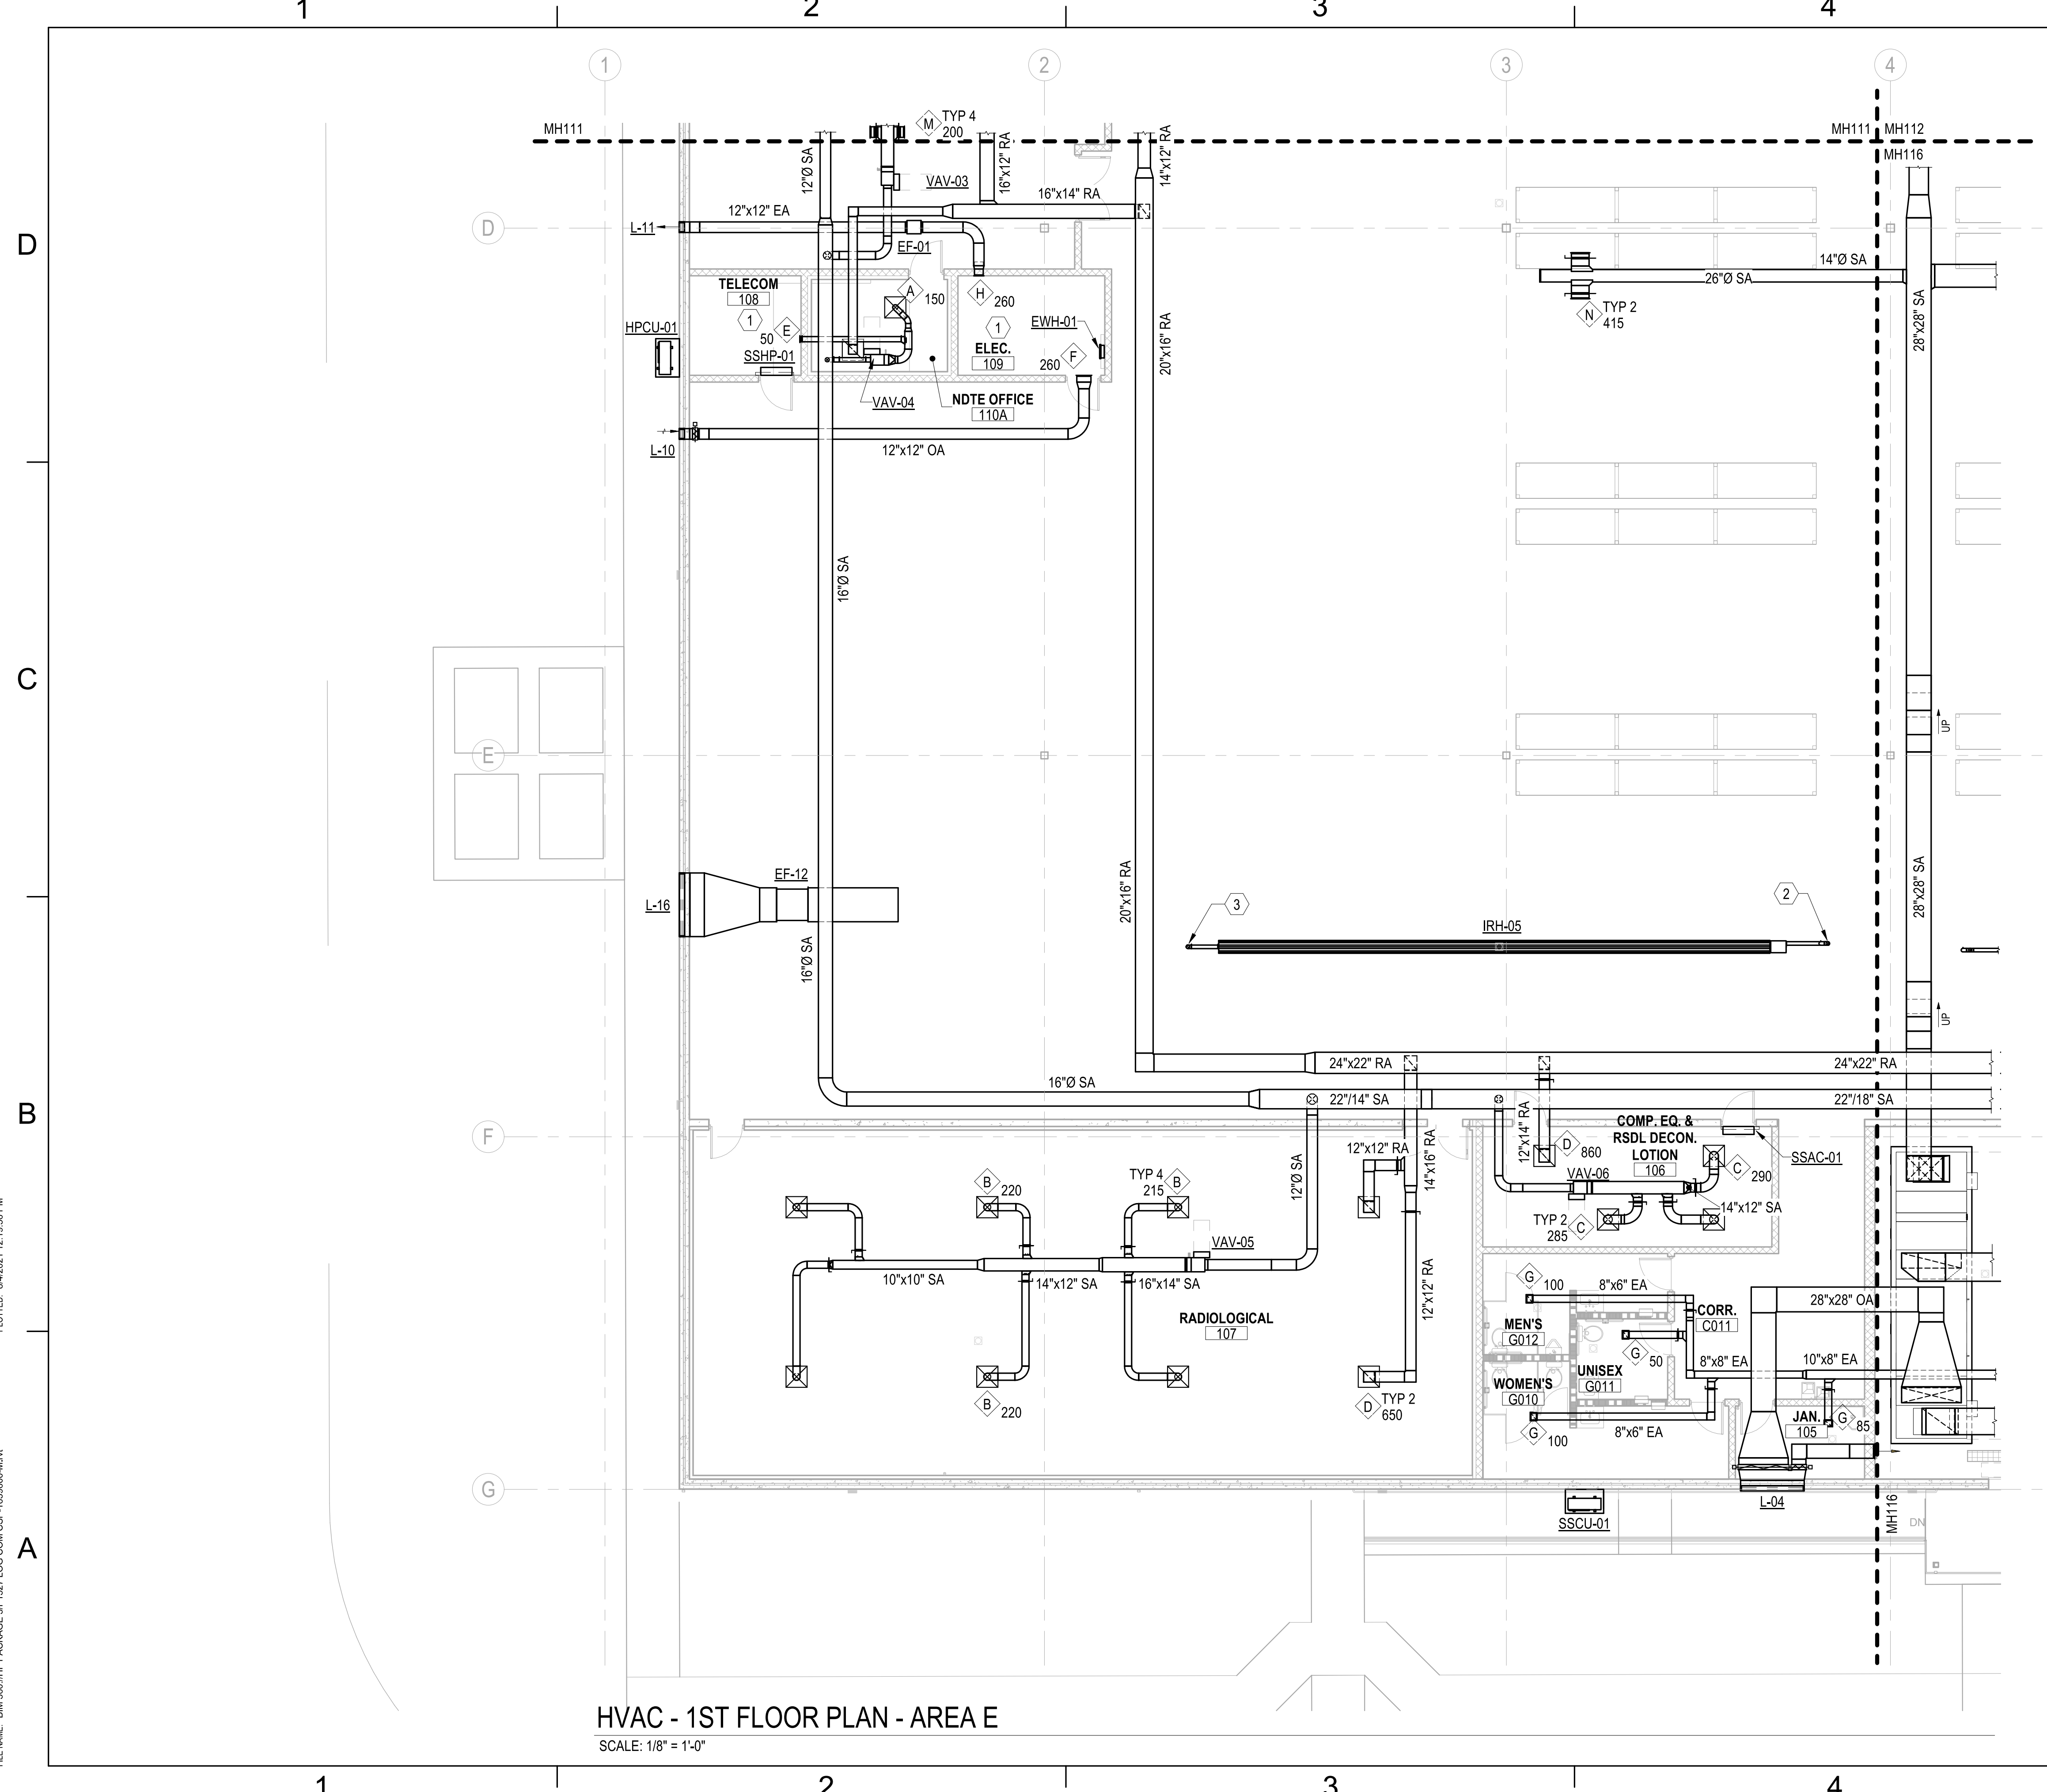 1
2
3
4
1
2
3
4
MH111
M
TYP 4
200
MH111
MH112
MH116
12"Ø SA
VAV-03
16"x12" RA
14"x12" RA
16"x14" RA
D
D
12"x12" EA
L-11
EF-01
14"Ø SA
26"Ø SA
28"x28" SA
N
TYP 2
415
TELECOM
108
1
A
150
H
260
1
ELEC.
109
EWH-01
HPCU-01
E
50
SSHP-01
260
F
20"x16" RA
VAV-04
NDTE OFFICE
110A
L-10
12"x12" OA
16"Ø SA
C
UP
E
EF-12
L-16
20"x16" RA
28"x28" SA
3
2
IRH-05
16"Ø SA
UP
24"x22" RA
24"x22" RA
16"Ø SA
22"/14" SA
22"/18" SA
B
F
COMP. EQ. &
RSDL DECON.
LOTION
106
12"x14" RA
D
860
12"x12" RA
14"x16" RA
VAV-06
SSAC-01
C
290
12"Ø SA
B
220
TYP 4
215
B
14"x12" SA
TYP 2
285
C
VAV-05
10"x10" SA
14"x12" SA
16"x14" SA
12"x12" RA
G
100
8"x6" EA
28"x28" OA
RADIOLOGICAL
107
MEN'S
G012
CORR.
C011
G
50
8"x8" EA
10"x8" EA
UNISEX
G011
WOMEN'S
G010
B
220
D
TYP 2
650
G
100
8"x6" EA
JAN.
105
G
85
G
L-04
SSCU-01
MH116
DN
A
HVAC - 1ST FLOOR PLAN - AREA E
SCALE: 1/8" = 1'-0"
1
2
3
4